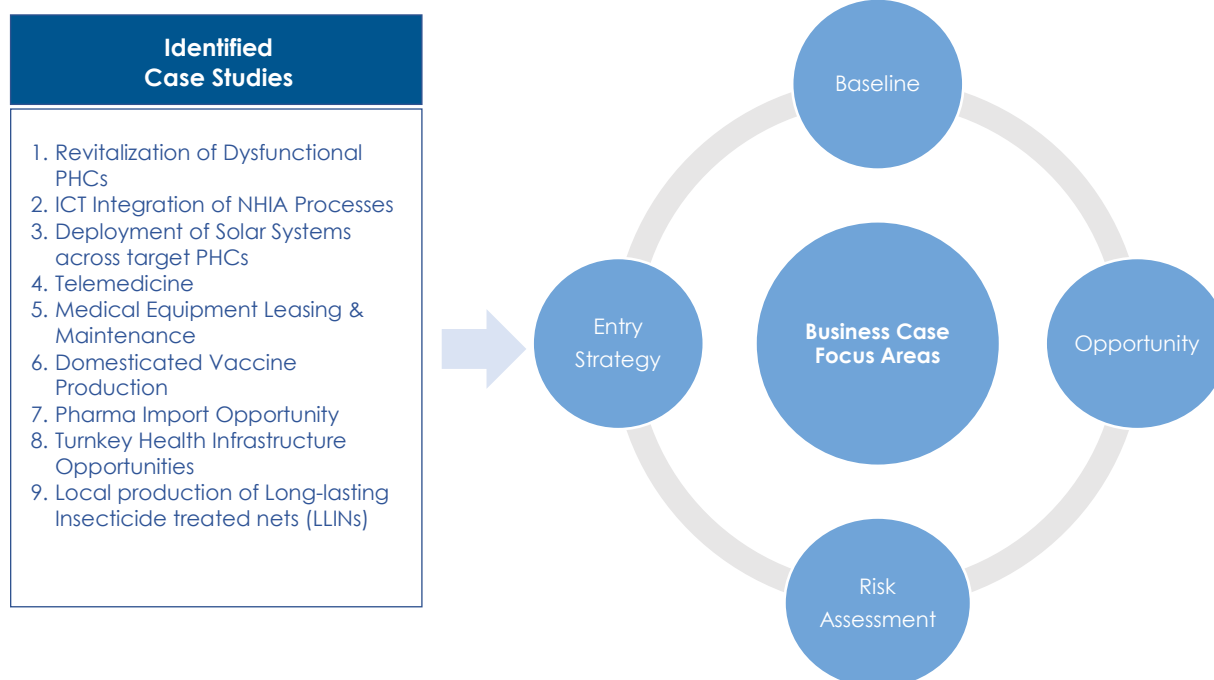 Identified
Case Studies
1. Revitalization of Dysfunctional
PHCs
2. ICT Integration of NHIA Processes
3. Deployment of Solar Systems
across target PHCs
4. Telemedicine
5. Medical Equipment Leasing &
Maintenance
6. Domesticated Vaccine
Production
7. Pharma Import Opportunity
8. Turnkey Health Infrastructure
Opportunities
9. Local production of Long-lasting
Insecticide treated nets (LLINs)
Baseline
Entry
Strategy
Business Case
Focus Areas
Opportunity
Risk
Assessment